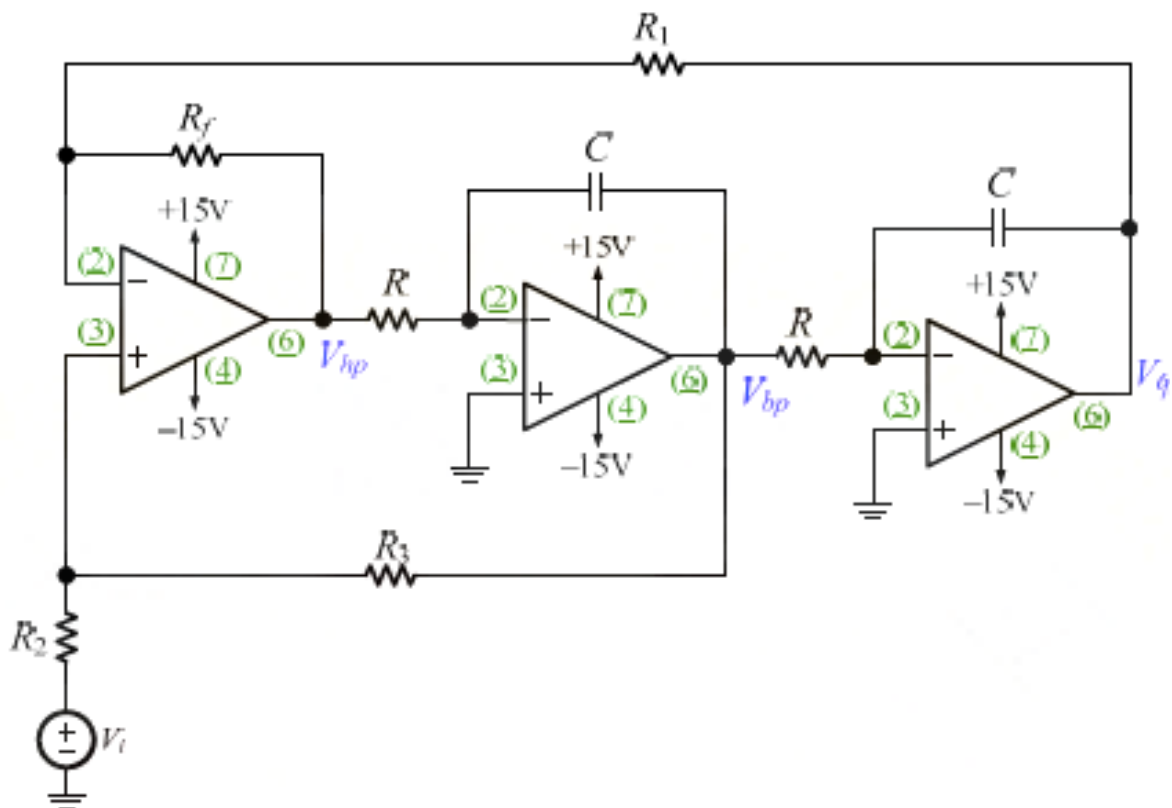 R1
Rf
C
C
+15V
+15V
+15V
(2)
−
(7)
R
(2)
−
(7)
R
(2)
−
(7)
(3)
+
(6)
Vhp
(3)
+
(6)
Vbp
(3)
+
(6)
(4)
(4)
(4)
−15V
−15V
−15V
R3
R2
+
−
Vi